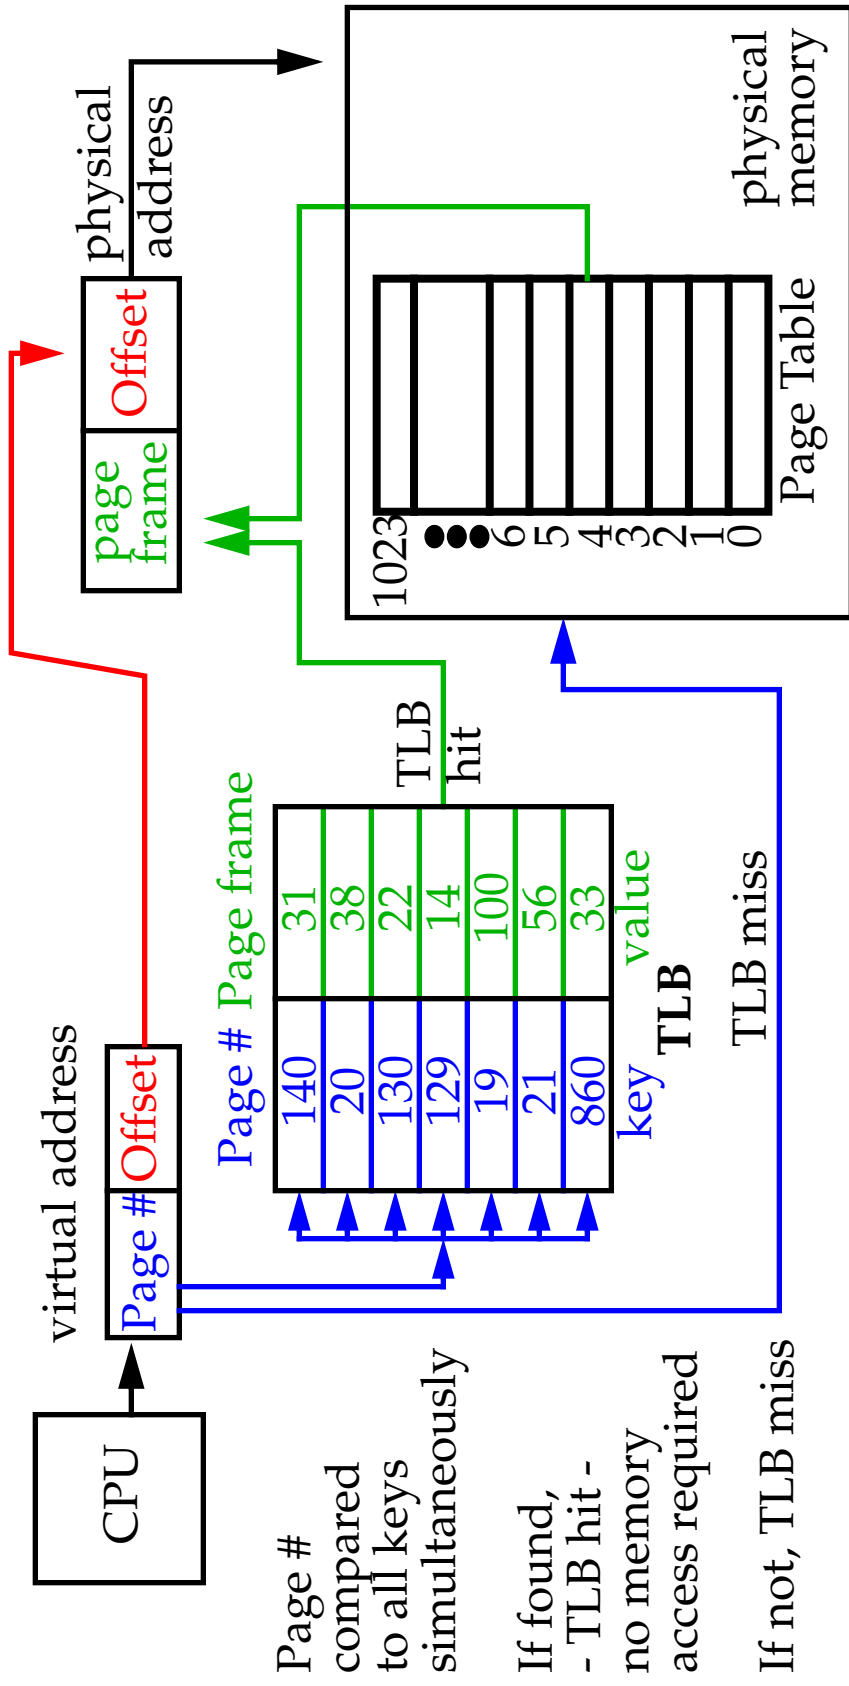 CPU
virtual address
Page #
Offset
page
frame
Offset
physical
address
Page #
compared
to all keys
simultaneously
If found,
- TLB hit -
no memory
access required
If not, TLB miss
Page # Page frame
140 31
20 38
130 22
129 14
19 100
21 56
860 33
key value
TLB
TLB
hit
TLB miss
1023
6
5
4
3
2
1
0
Page Table
physical
memory